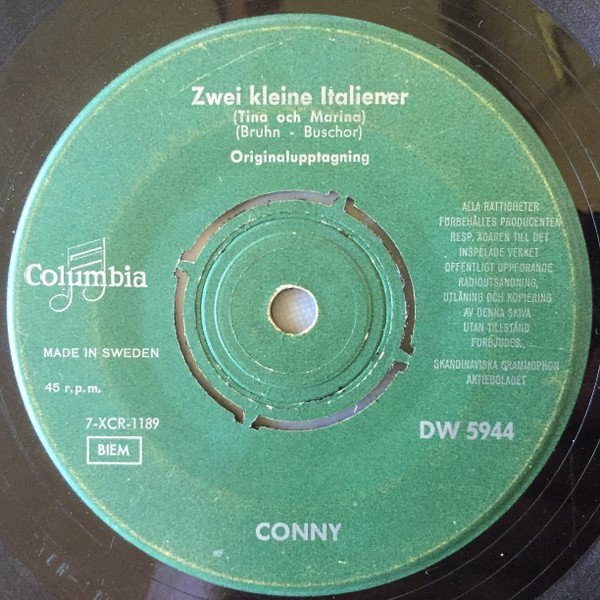 Zwei kleine Italiener
(Tina och Marina)
(Bruhn - Buschor)
Originalupptagning
Columbia
MADE IN SWEDEN
45 r.p.m.
7-XCR-1189
BIEM
ALLA RÄTTIGHETER
FÖRBEHÅLLES PRODUCENTEN
RESP. ÄGAREN TILL DET
INSPELADE VERKET
OFFENTLIGT UPPFÖRANDE
RADIOUTSÄNDNING,
UTLÅNING OCH KOPIERING
AV DENNA SKIVA
UTAN TILLSTÅND
FÖRBJUDES.
SKANDINAVISKA GRAMMOPHON
AKTIEBOLAGET
DW 5944
CONNY